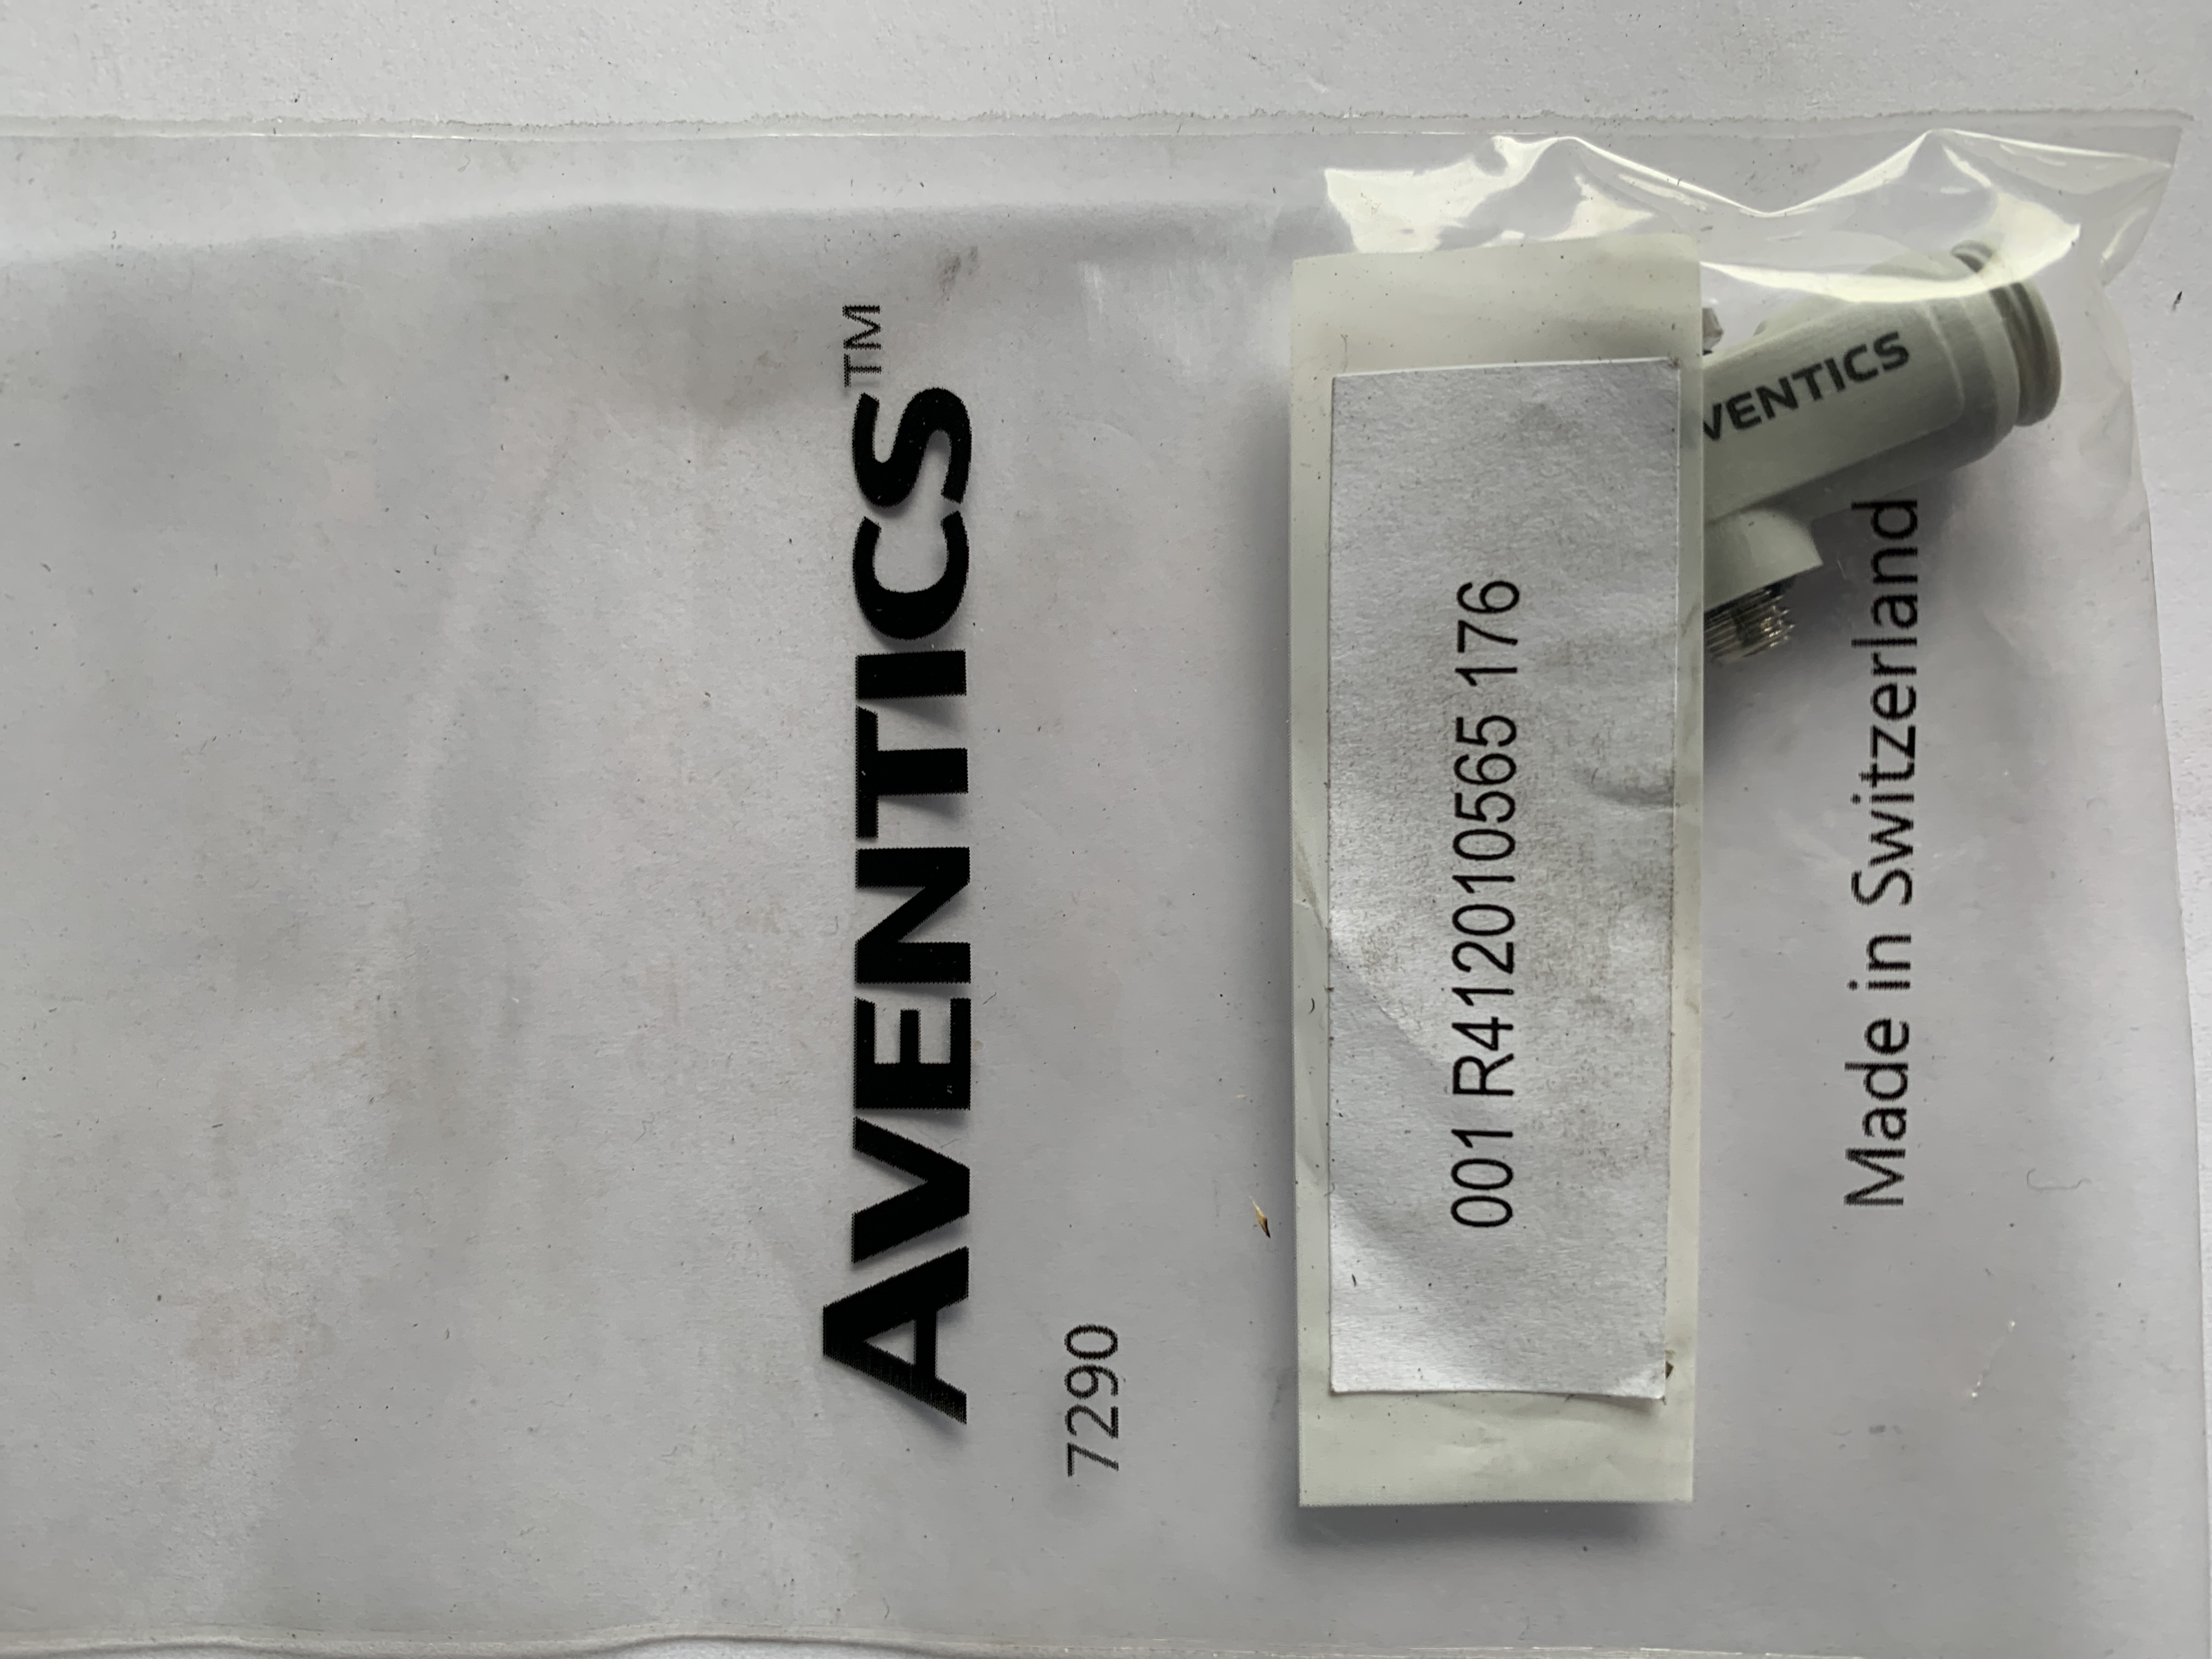 AVENTICS™
7290
001 R412010565 176
VENTICS
Made in Switzerland